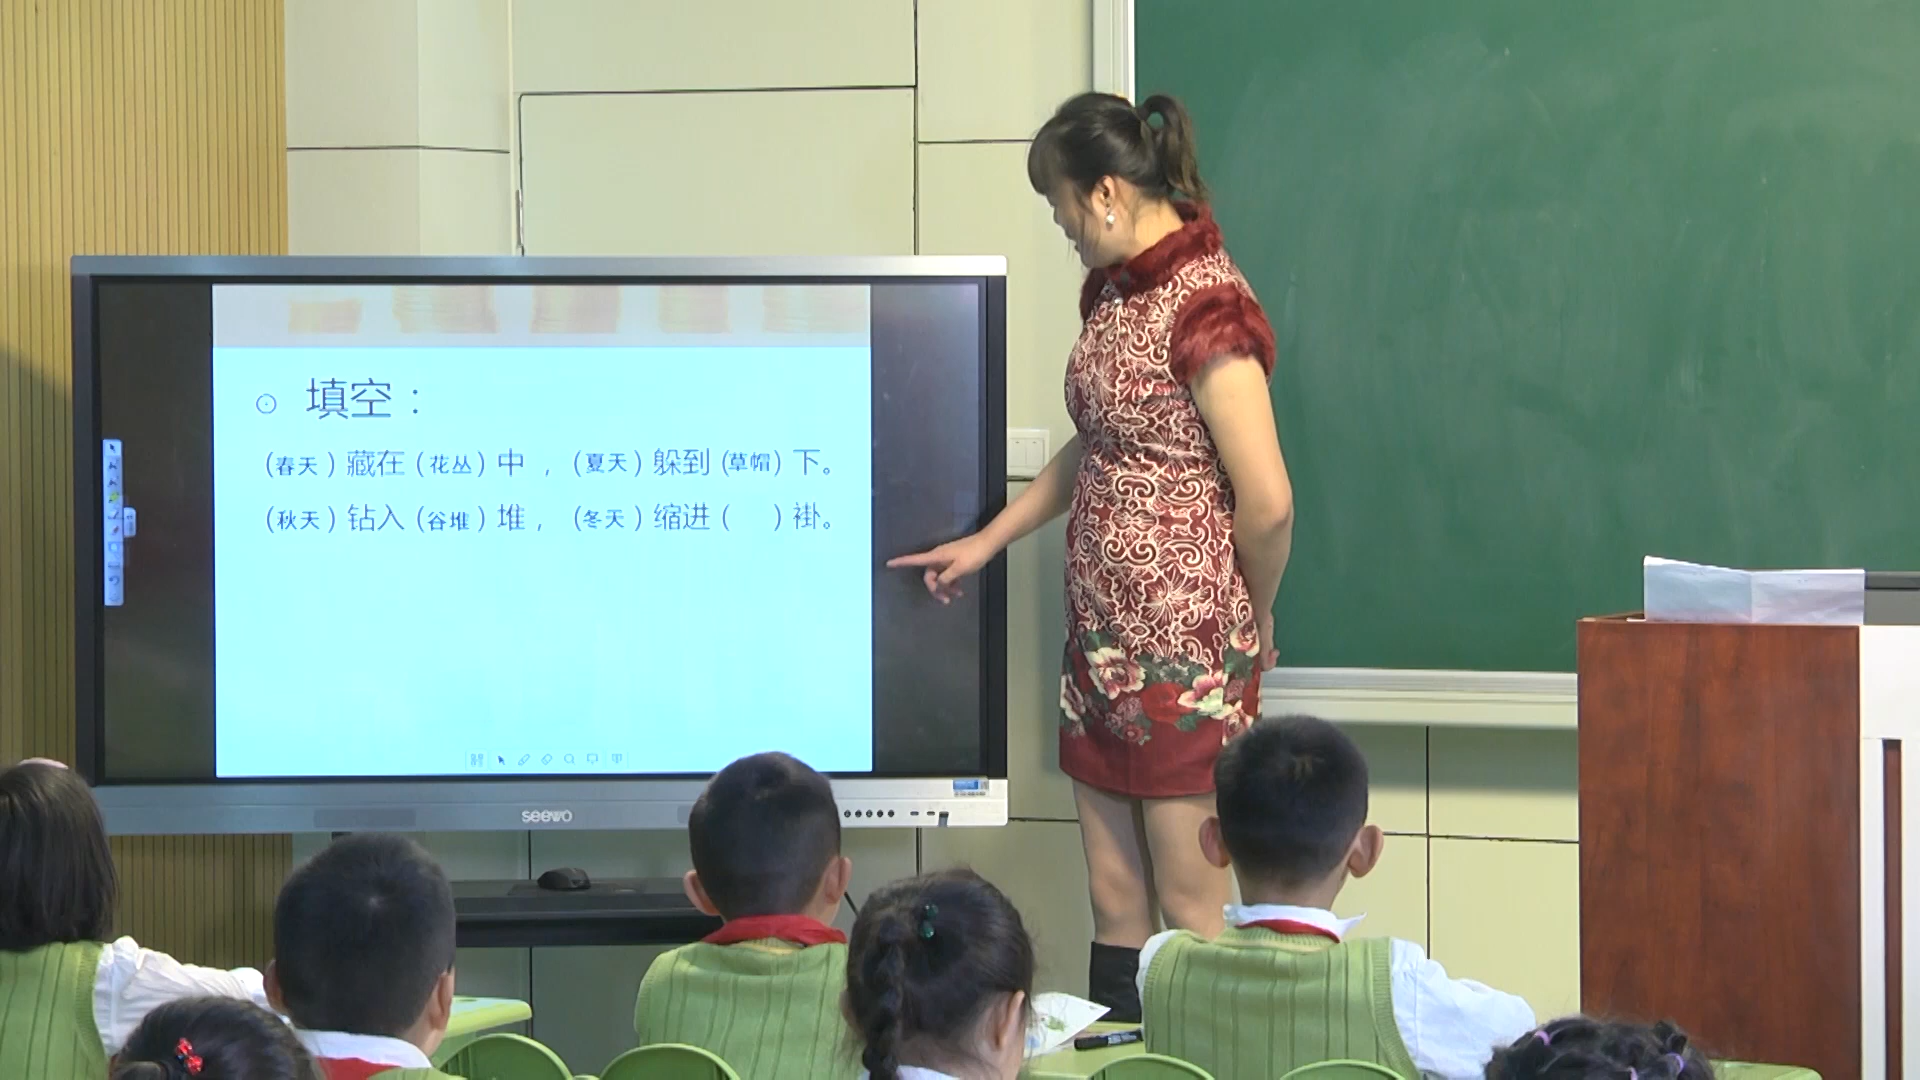 填空：
（春天）藏在（花丛）中，（夏天）躲到（草帽）下。
（秋天）钻入（谷堆）堆，（冬天）缩进（　）褂。
seewo